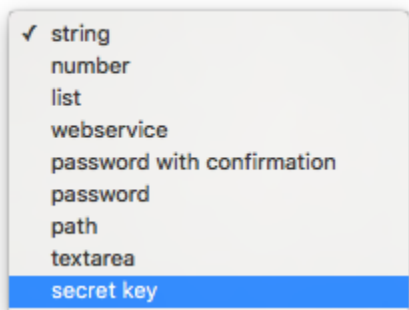 ✓ string
number
list
webservice
password with confirmation
password
path
textarea
secret key